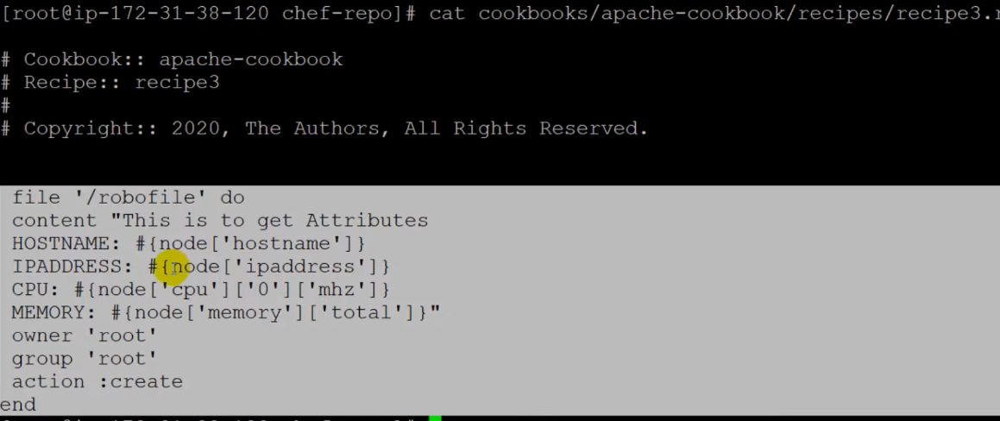 [root@ip-172-31-38-120 chef-repo]# cat cookbooks/apache-cookbook/recipes/recipe3.
# Cookbook:: apache-cookbook
# Recipe:: recipe3
#
# Copyright:: 2020, The Authors, All Rights Reserved.
file '/robofile' do
content "This is to get Attributes
HOSTNAME: #{node['hostname']}
IPADDRESS: #{node['ipaddress']}
CPU: #{node['cpu']['0']['mhz']}
MEMORY: #{node['memory']['total']}"
owner 'root'
group 'root'
action :create
end